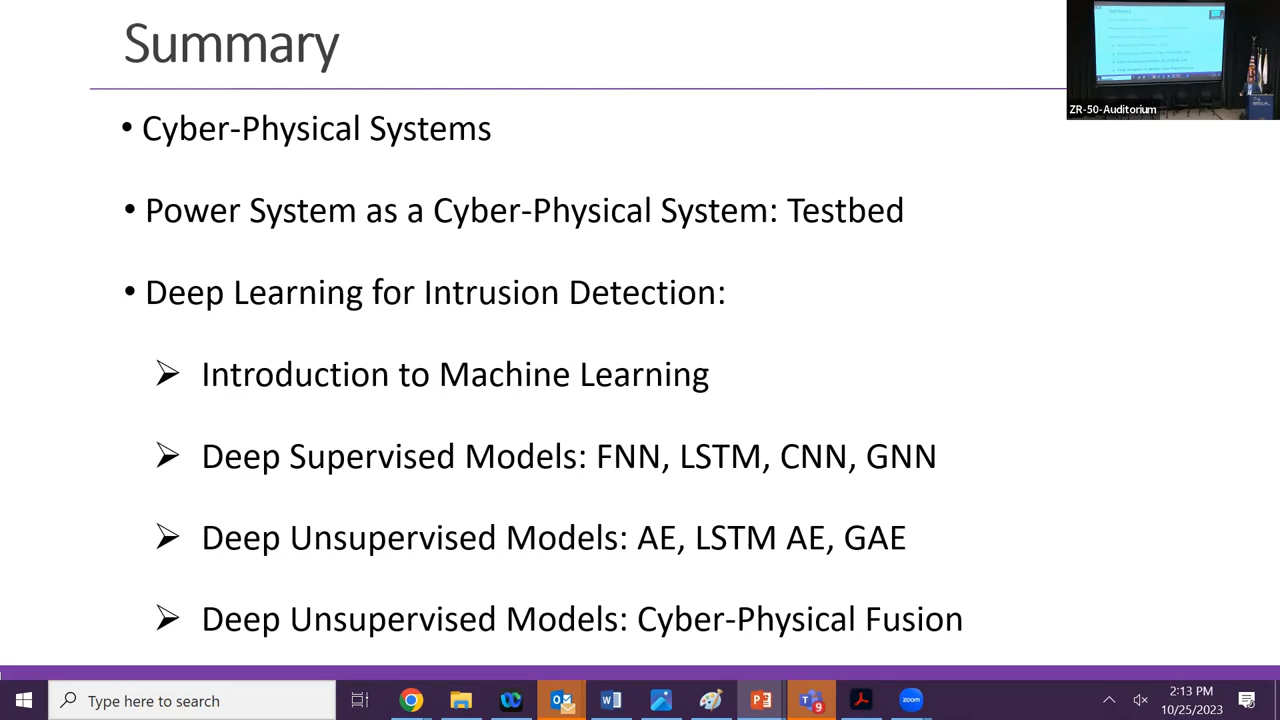 Summary
ZR-50-Auditorium
• Cyber-Physical Systems
• Power System as a Cyber-Physical System: Testbed
• Deep Learning for Intrusion Detection:
➢ Introduction to Machine Learning
➢ Deep Supervised Models: FNN, LSTM, CNN, GNN
➢ Deep Unsupervised Models: AE, LSTM AE, GAE
➢ Deep Unsupervised Models: Cyber-Physical Fusion
Type here to search
9
2:13 PM
10/25/2023